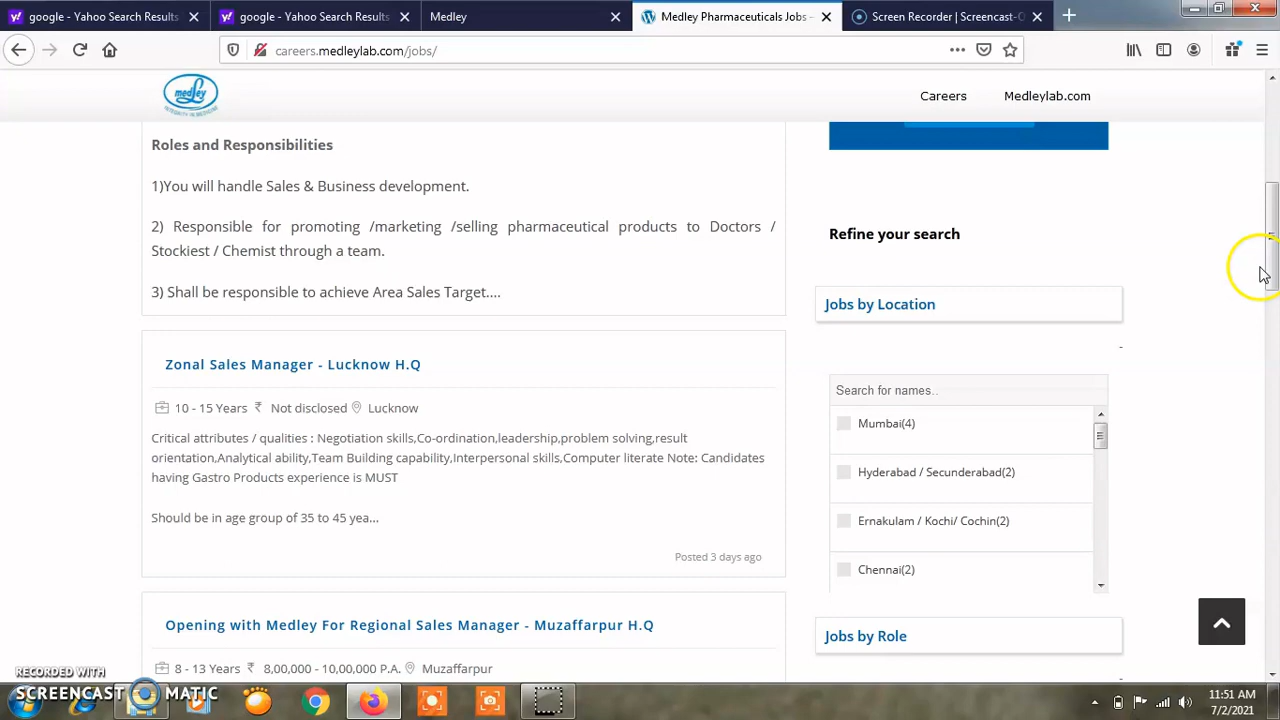 google - Yahoo Search Results
google - Yahoo Search Results
Medley
Medley Pharmaceuticals Jobs -
Screen Recorder | Screencast-O
careers.medleylab.com/jobs/
medley
INTEGRITY IN MEDICINE
Careers
Medleylab.com
Roles and Responsibilities
1)You will handle Sales & Business development.
2) Responsible for promoting /marketing /selling pharmaceutical products to Doctors /
Stockiest / Chemist through a team.
3) Shall be responsible to achieve Area Sales Target....
Zonal Sales Manager - Lucknow H.Q
10 - 15 Years ₹ Not disclosed Lucknow
Critical attributes / qualities : Negotiation skills,Co-ordination,leadership,problem solving,result
orientation,Analytical ability,Team Building capability,Interpersonal skills,Computer literate Note: Candidates
having Gastro Products experience is MUST
Should be in age group of 35 to 45 yea...
Posted 3 days ago
Opening with Medley For Regional Sales Manager - Muzaffarpur H.Q
8 - 13 Years ₹ 8,00,000 - 10,00,000 P.A. Muzaffarpur
Refine your search
Jobs by Location
-
Search for names..
Mumbai(4)
Hyderabad / Secunderabad(2)
Ernakulam / Kochi/ Cochin(2)
Chennai(2)
Jobs by Role
-
RECORDED WITH
SCREENCAST MATIC
11:51 AM
7/2/2021